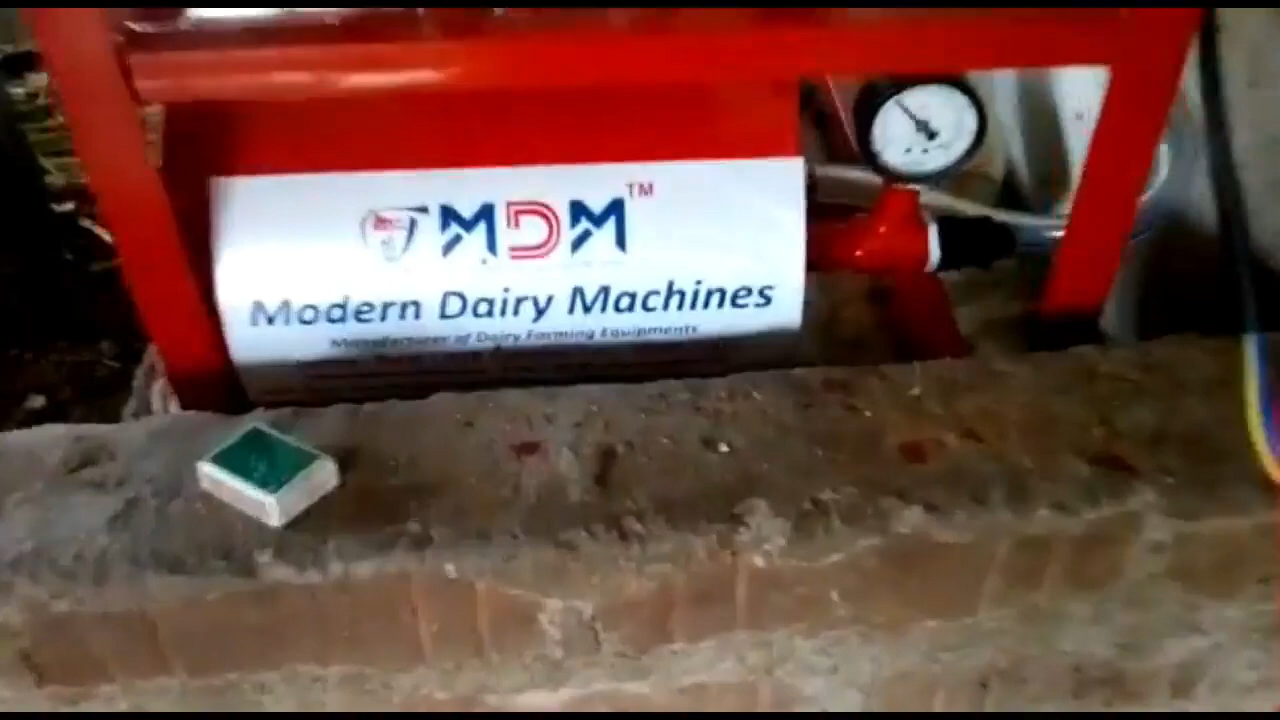 MDM™
Modern Dairy Machines
Manufacturer of Dairy Farming Equipments